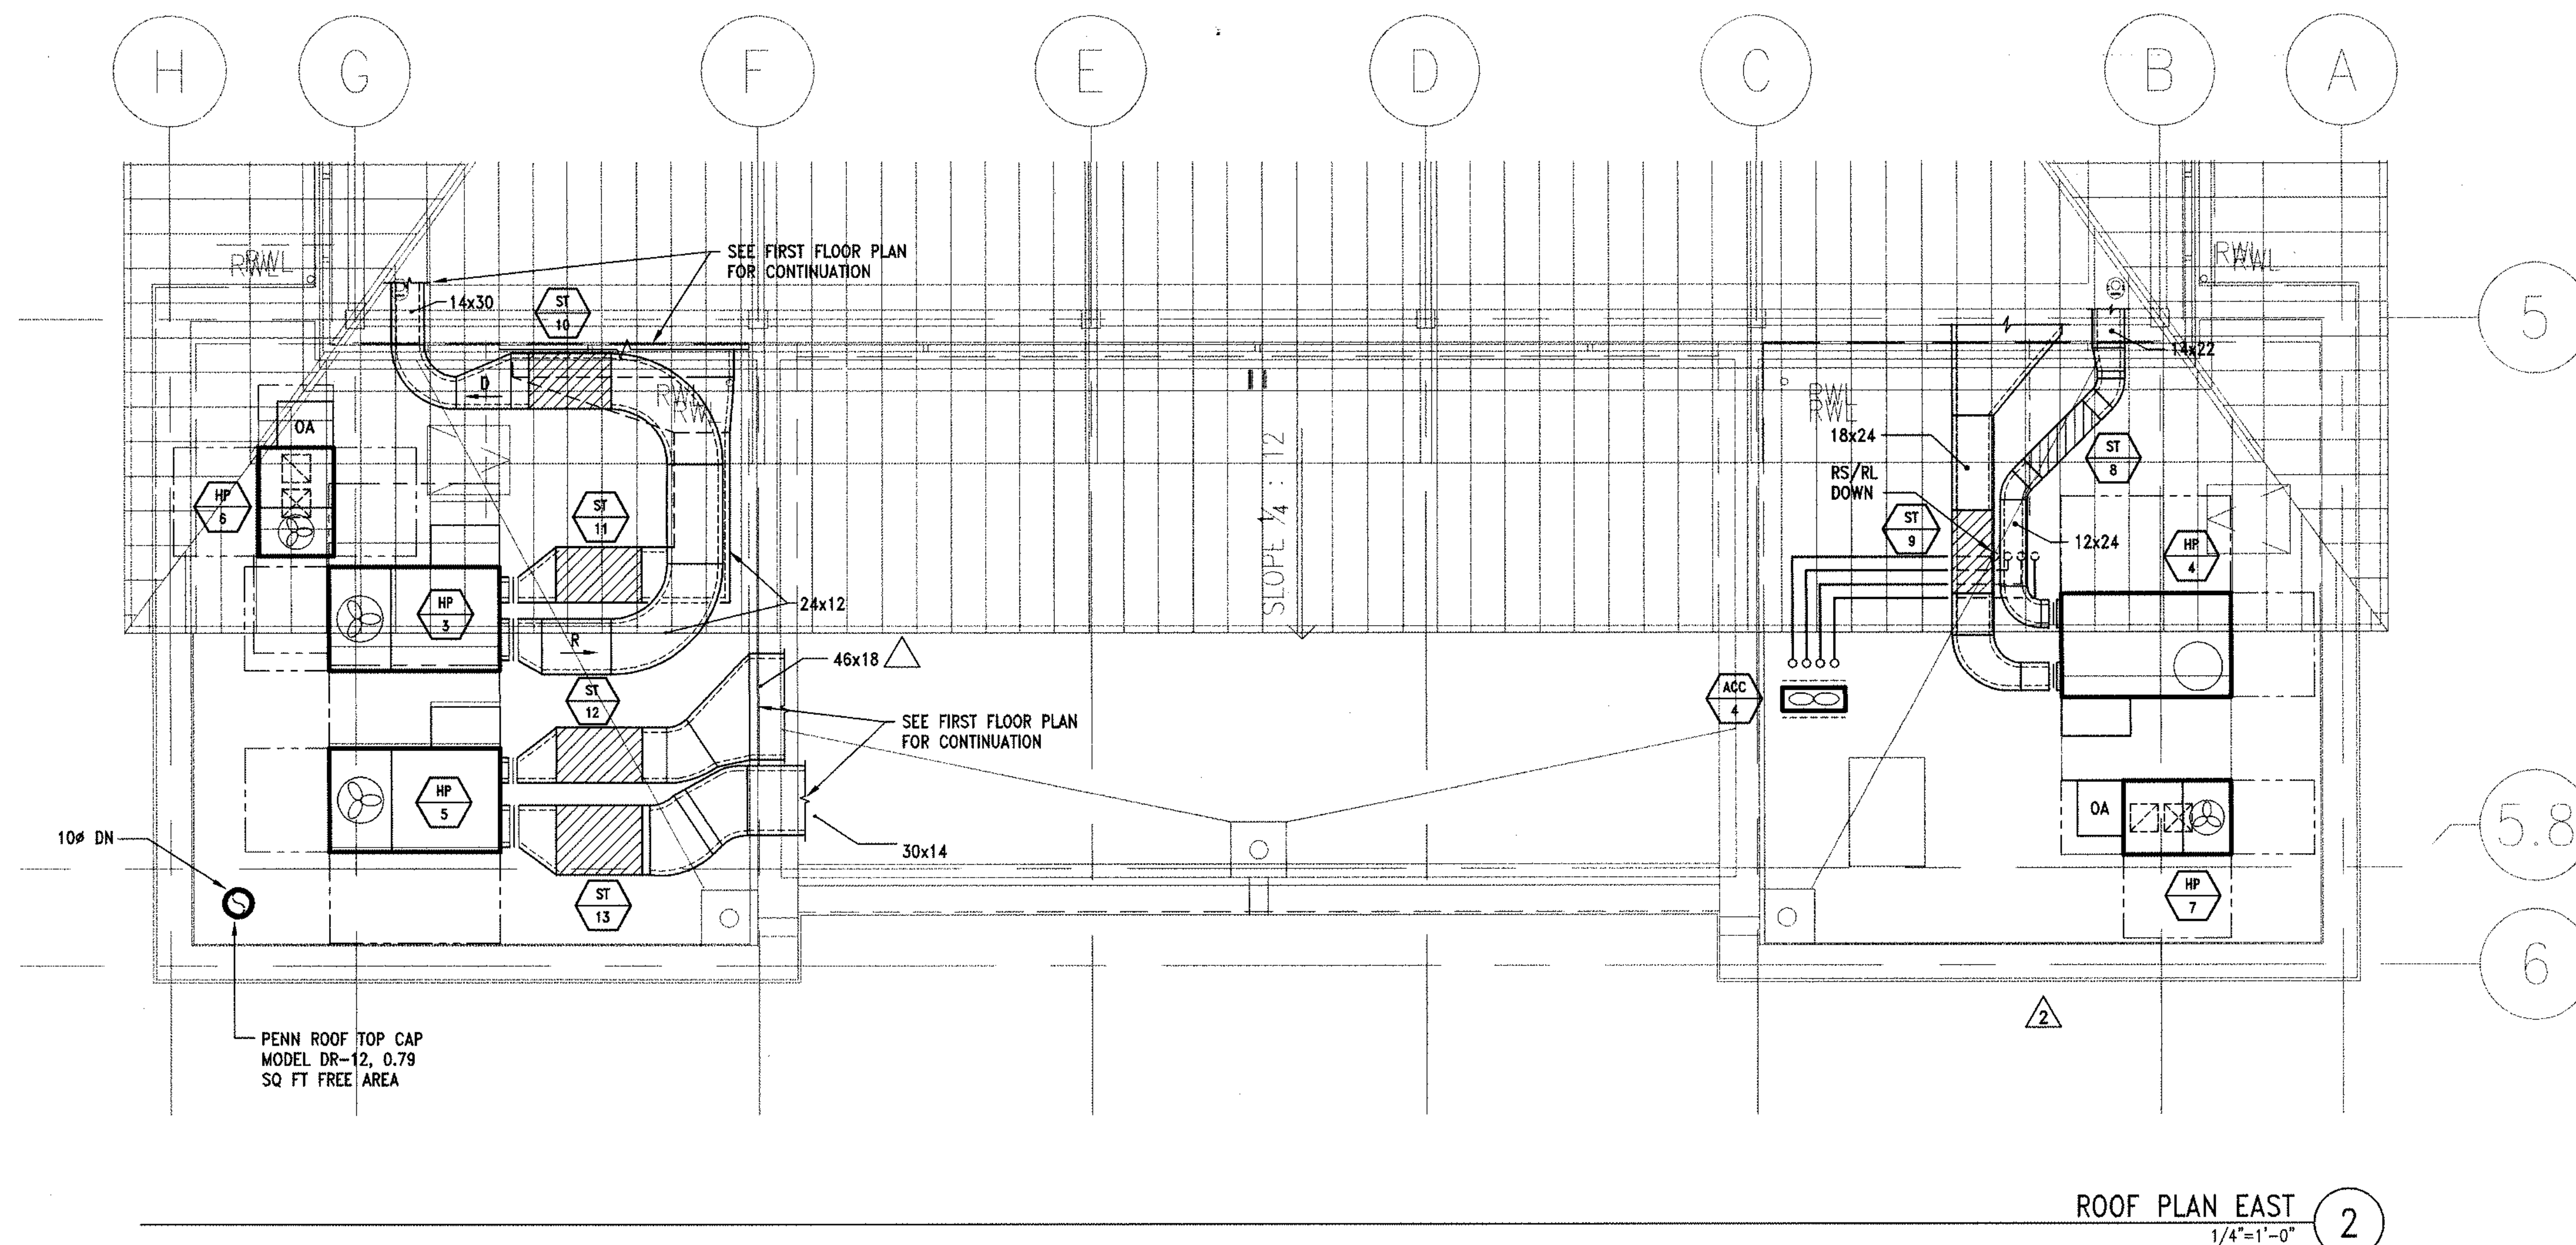 H G F E D C B A
SEE FIRST FLOOR PLAN
FOR CONTINUATION
RWL
RWL
RWL
RWL
14x30
ST
10
5
14x22
D
RWL
RWL
RWL
RWL
OA
18x24
ST
8
SLOPE 1/4 : 12
RS/RL
DOWN
HP
6
ST
11
ST
9
12x24
HP
4
HP
3
24x12
R
46x18
ST
12
ACC
4
SEE FIRST FLOOR PLAN
FOR CONTINUATION
HP
5
OA
5.8
10ø DN
30x14
HP
7
ST
13
6
2
PENN ROOF TOP CAP
MODEL DR-12, 0.79
SQ FT FREE AREA
ROOF PLAN EAST
2
1/4"=1'-0"